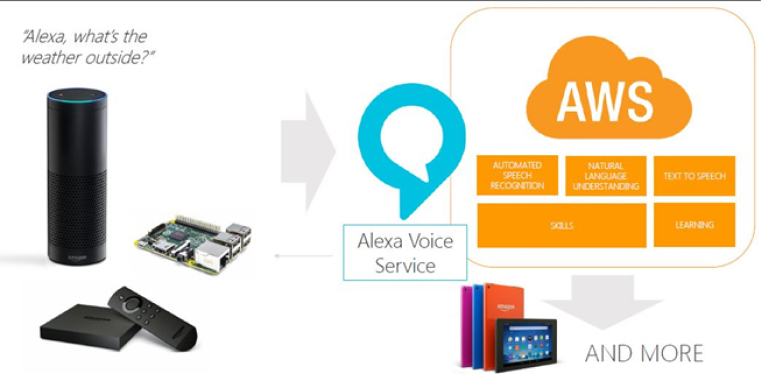 "Alexa, what's the
weather outside?"
AWS
AUTOMATED
SPEECH
RECOGNITION
NATURAL
LANGUAGE
UNDERSTANDING
TEXT TO SPEECH
SKILLS
LEARNING
Alexa Voice
Service
amazon
AND MORE